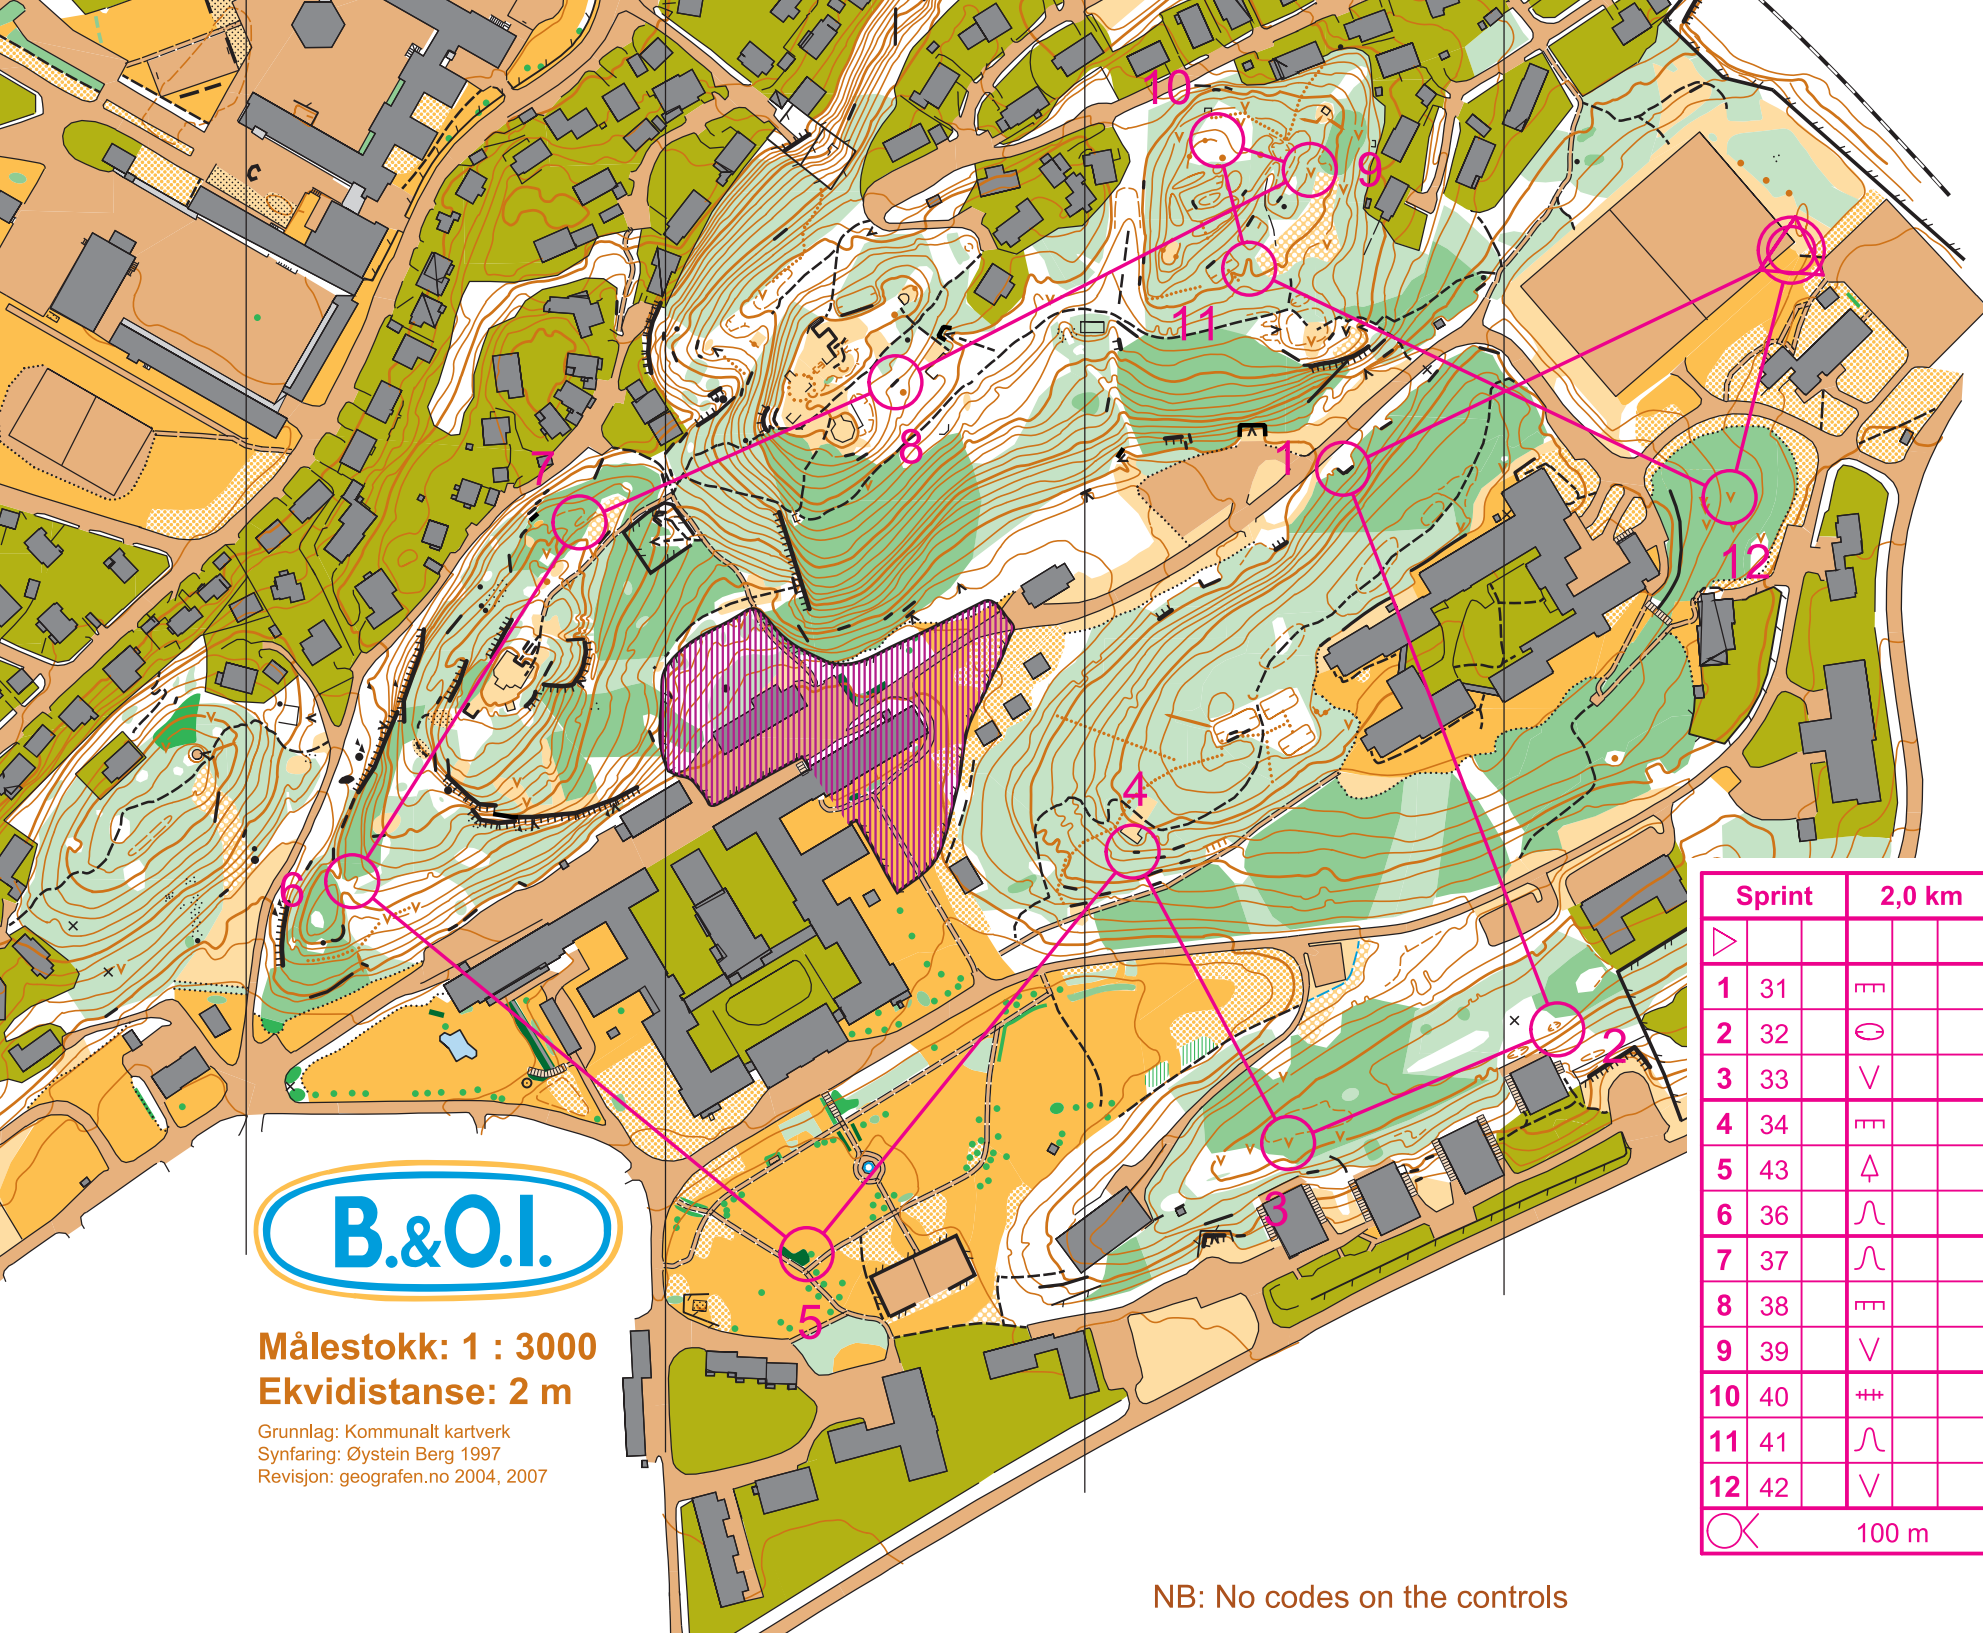 10
9
11
7
8
1
12
4
6
2
3
5
B.&O.I.
Målestokk: 1 : 3000
Ekvidistanse: 2 m
Grunnlag: Kommunalt kartverk
Synfaring: Øystein Berg 1997
Revisjon: geografen.no 2004, 2007
Sprint 2,0 km
1 31
2 32
3 33
4 34
5 43
6 36
7 37
8 38
9 39
10 40
11 41
12 42
100 m
NB: No codes on the controls